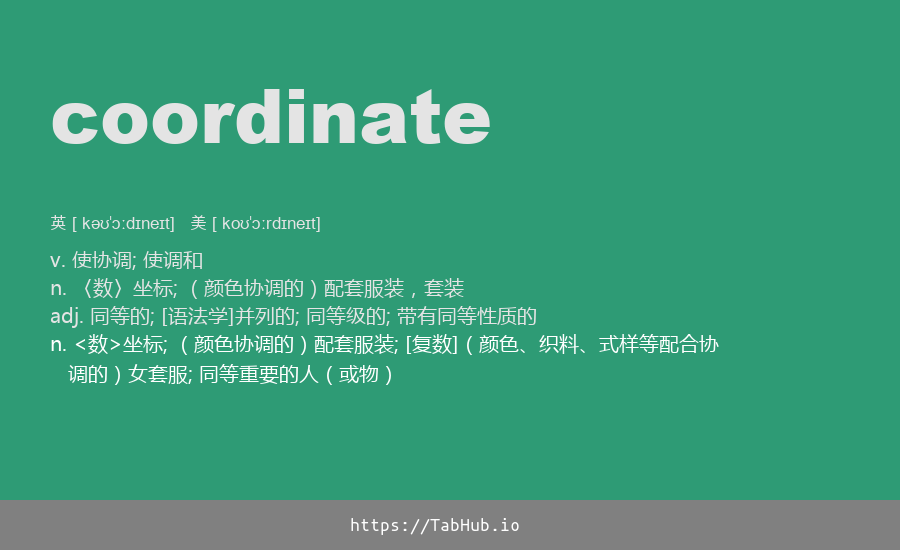 coordinate
英 [ kəʊˈɔːdɪneɪt] 美 [ koʊˈɔːrdɪneɪt]
v. 使协调; 使调和
n. 〈数〉坐标;（颜色协调的）配套服装，套装
adj. 同等的; [语法学]并列的; 同等级的; 带有同等性质的
n. <数>坐标;（颜色协调的）配套服装; [复数]（颜色、织料、式样等配合协
调的）女套服; 同等重要的人（或物）
https://TabHub.io